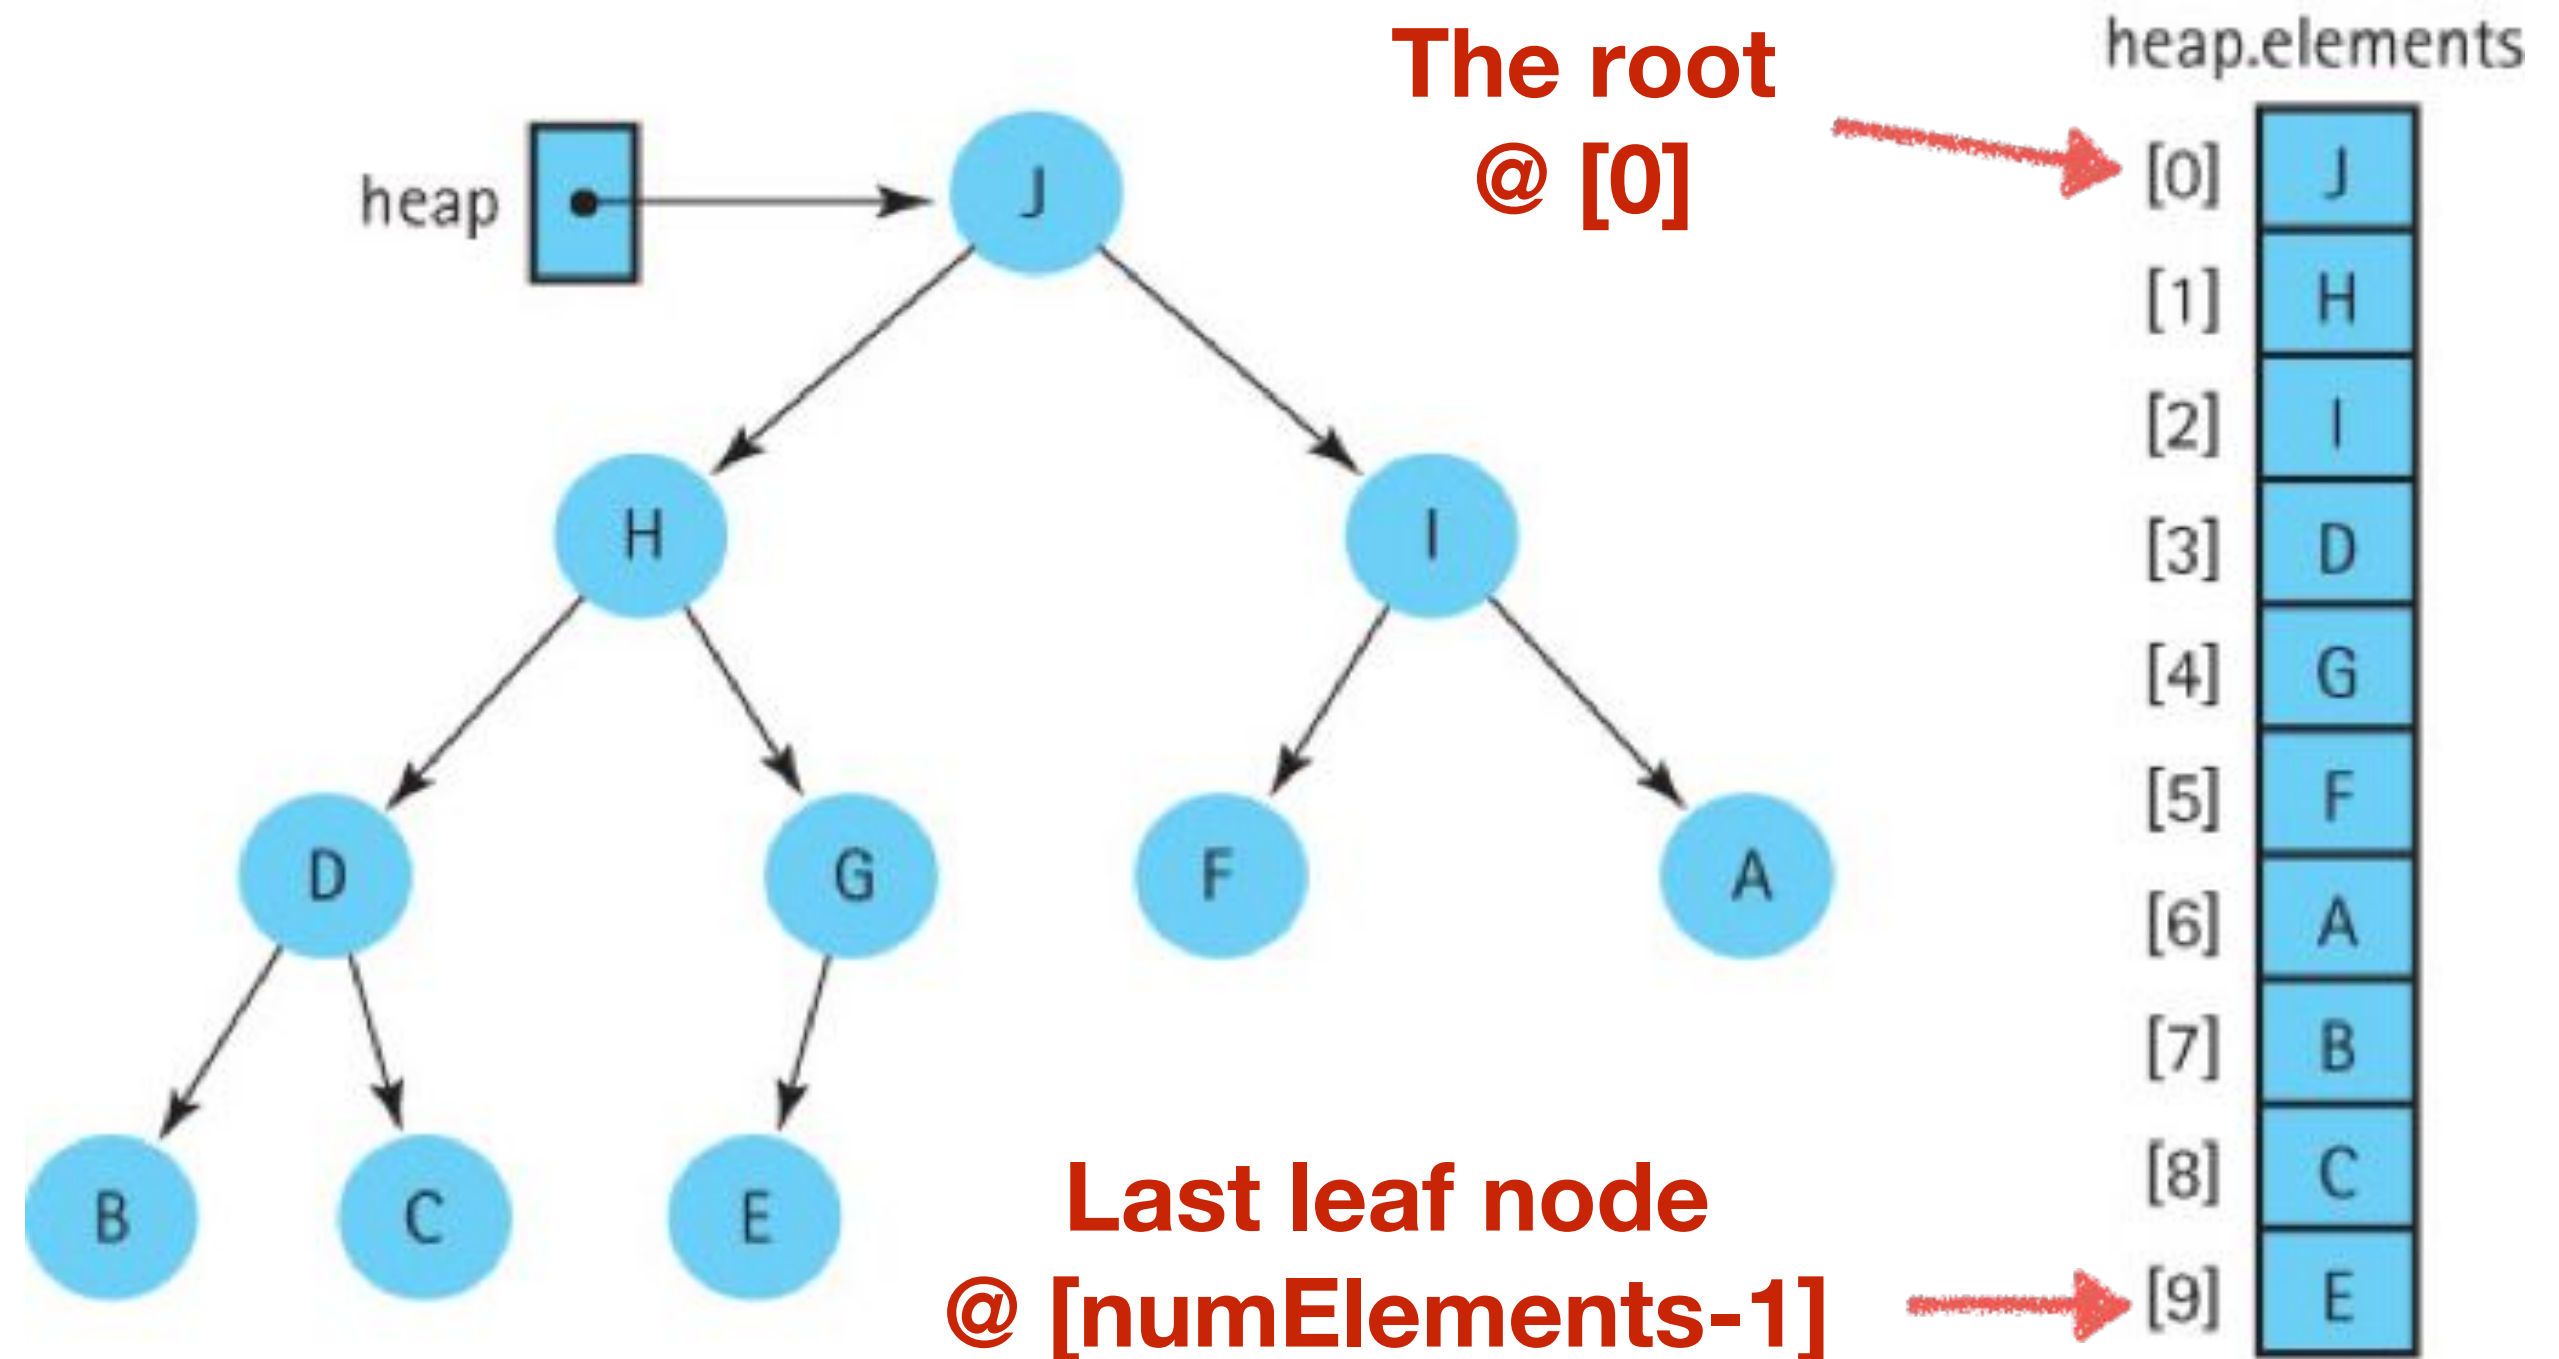 The root
@ [0]
heap.elements
heap
J
H
I
D
G
F
A
B
C
E
Last leaf node
@ [numElements-1]
[0] J
[1] H
[2] I
[3] D
[4] G
[5] F
[6] A
[7] B
[8] C
[9] E